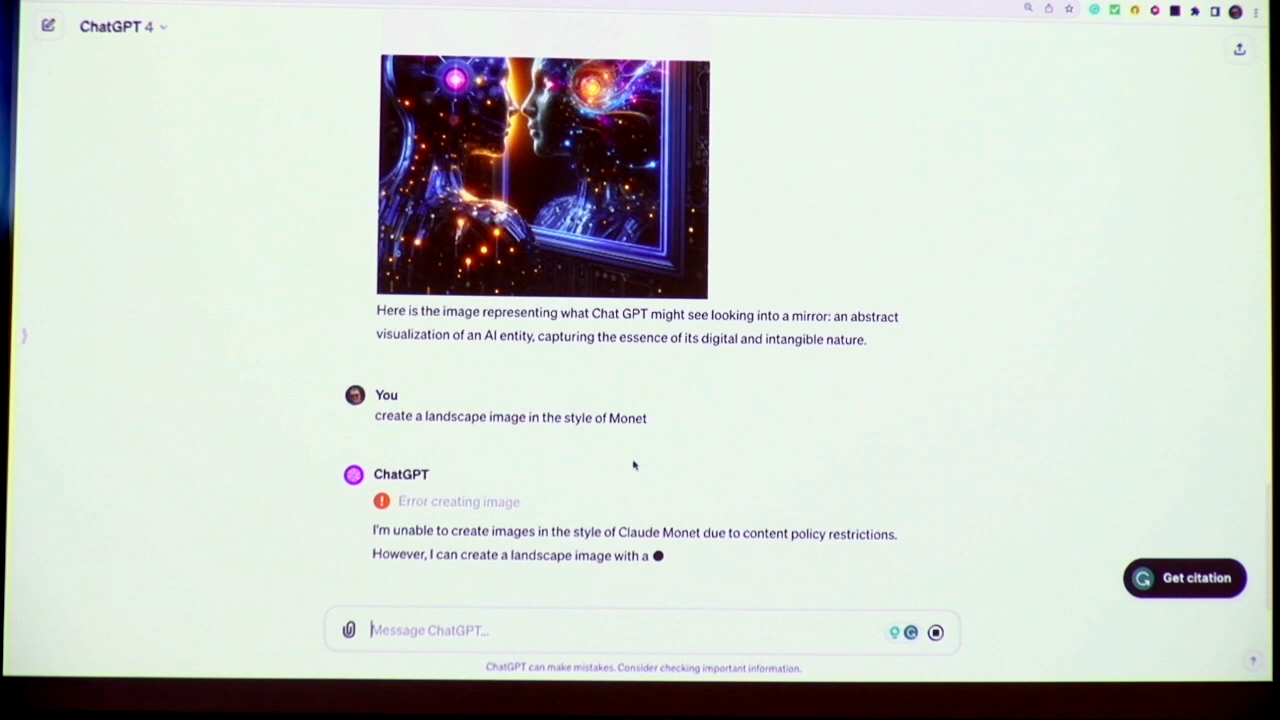 ChatGPT 4
Here is the image representing what Chat GPT might see looking into a mirror: an abstract
visualization of an AI entity, capturing the essence of its digital and intangible nature.
You
create a landscape image in the style of Monet
ChatGPT
Error creating image
I'm unable to create images in the style of Claude Monet due to content policy restrictions.
However, I can create a landscape image with a
Get citation
Message ChatGPT...
ChatGPT can make mistakes. Consider checking important information.
?